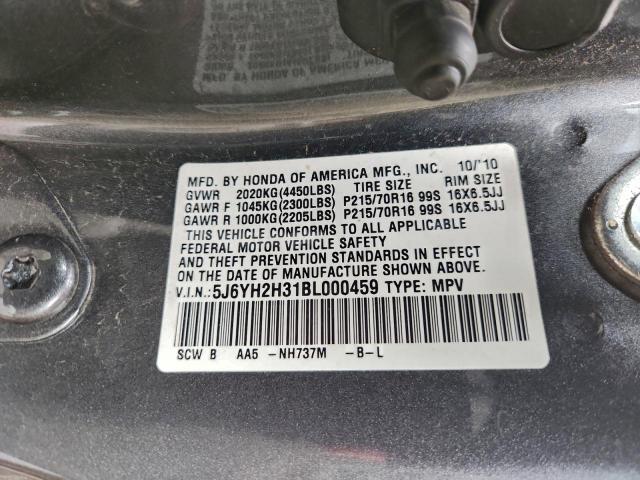 MFD. BY HONDA OF AMERICA MFG., INC. 10/'10
GVWR 2020KG(4450LBS) TIRE SIZE RIM SIZE
GAWR F 1045KG(2300LBS) P215/70R16 99S 16X6.5JJ
GAWR R 1000KG(2205LBS) P215/70R16 99S 16X6.5JJ
THIS VEHICLE CONFORMS TO ALL APPLICABLE
FEDERAL MOTOR VEHICLE SAFETY
AND THEFT PREVENTION STANDARDS IN EFFECT
ON THE DATE OF MANUFACTURE SHOWN ABOVE.
V.I.N.: 5J6YH2H31BL000459 TYPE: MPV
SCW B AA5 -NH737M -B-L